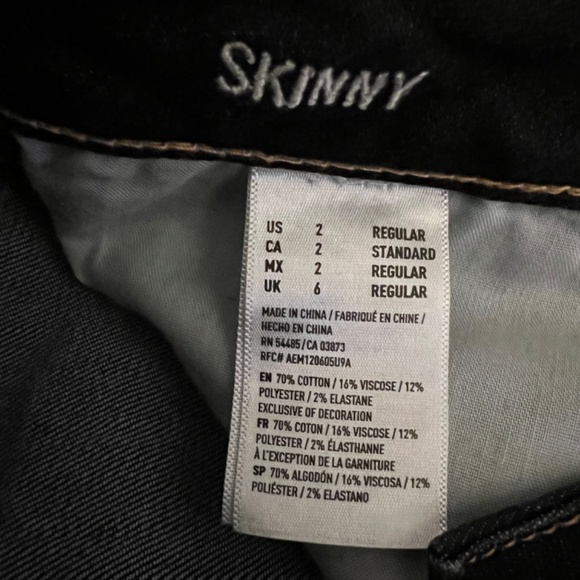 SKINNY
US 2 REGULAR
CA 2 STANDARD
MX 2 REGULAR
UK 6 REGULAR
MADE IN CHINA / FABRIQUÉ EN CHINE /
HECHO EN CHINA
RN 54485 / CA 03873
RFC# AEM120605U9A
EN 70% COTTON / 16% VISCOSE / 12%
POLYESTER / 2% ELASTANE
EXCLUSIVE OF DECORATION
FR 70% COTON / 16% VISCOSE / 12%
POLYESTER / 2% ÉLASTHANNE
À L'EXCEPTION DE LA GARNITURE
SP 70% ALGODÓN / 16% VISCOSA / 12%
POLIÉSTER / 2% ELASTANO